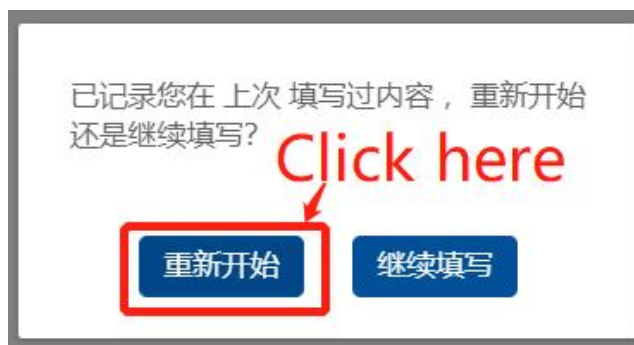 已记录您在 上次 填写过内容 ，重新开始
还是继续填写？
Click here
重新开始
继续填写